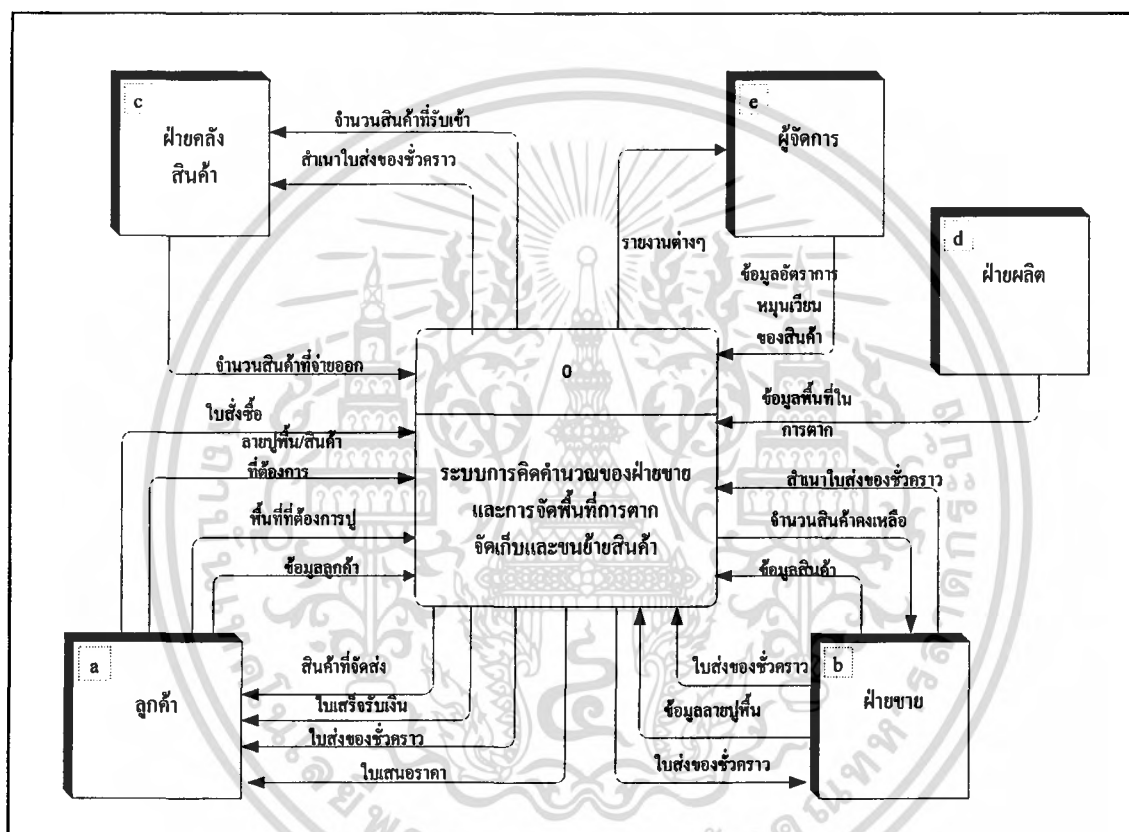 c
ฝ่ายคลัง
สินค้า
จำนวนสินค้าที่รับเข้า
สำเนาใบส่งของชั่วคราว
e
ผู้จัดการ
d
ฝ่ายผลิต
รายงานต่างๆ
ข้อมูลอัตราการ
หมุนเวียน
ของสินค้า
จำนวนสินค้าที่จ่ายออก
0
ข้อมูลพื้นที่ใน
การตาก
ใบสั่งซื้อ
ลายปูพื้น/สินค้า
ที่ต้องการ
พื้นที่ที่ต้องการปู
ข้อมูลลูกค้า
ระบบการคิดคำนวณของฝ่ายขาย
และการจัดพื้นที่การตาก
จัดเก็บและขนย้ายสินค้า
สำเนาใบส่งของชั่วคราว
จำนวนสินค้าคงเหลือ
ข้อมูลสินค้า
a
ลูกค้า
สินค้าที่จัดส่ง
ใบเสร็จรับเงิน
ใบส่งของชั่วคราว
ใบเสนอราคา
ใบส่งของชั่วคราว
ข้อมูลลายปูพื้น
ใบส่งของชั่วคราว
b
ฝ่ายขาย